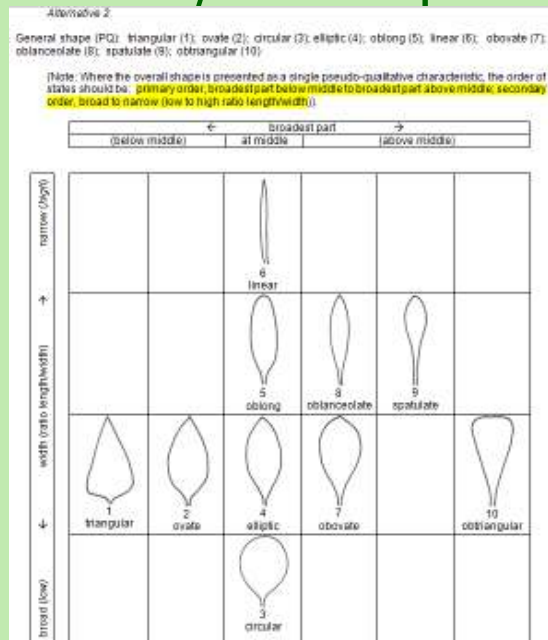 Alternative 2
General shape (PQ): triangular (1); ovate (2); circular (3); elliptic (4); oblong (5); linear (6); obovate (7);
oblanceolate (8); spatulate (9); obtriangular (10)
(Note: Where the overall shape is presented as a single pseudo-qualitative characteristic, the order of
states should be: primary order, broadest part below middle to broadest part above middle; secondary
order, broad to narrow (low to high ratio length/width)).
← broadest part →
(below middle) at middle (above middle)
narrow (high)
↑
width (ratio length/width)
↓
broad (low)
6
linear
5
oblong
8
oblanceolate
9
spatulate
1
triangular
2
ovate
4
elliptic
7
obovate
10
obtriangular
3
circular